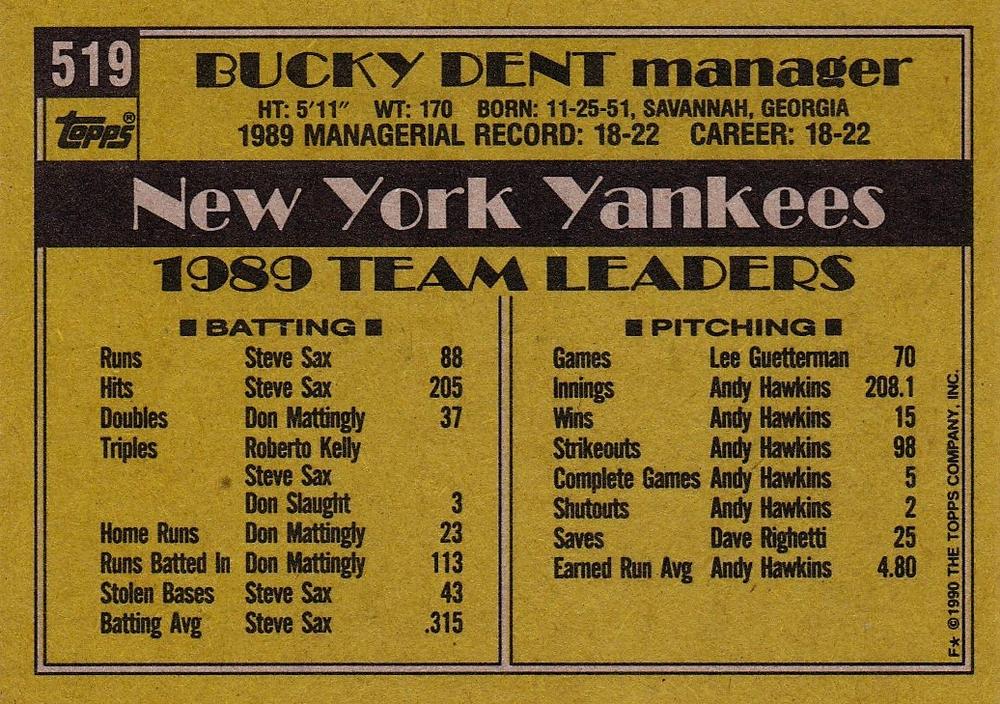 519
topps®
BUCKY DENT manager
HT: 5'11" WT: 170 BORN: 11-25-51, SAVANNAH, GEORGIA
1989 MANAGERIAL RECORD: 18-22 CAREER: 18-22
New York Yankees
1989 TEAM LEADERS
■ BATTING ■
Runs Steve Sax 88
Hits Steve Sax 205
Doubles Don Mattingly 37
Triples Roberto Kelly
Steve Sax
Don Slaught 3
Home Runs Don Mattingly 23
Runs Batted In Don Mattingly 113
Stolen Bases Steve Sax 43
Batting Avg Steve Sax .315
■ PITCHING ■
Games Lee Guetterman 70
Innings Andy Hawkins 208.1
Wins Andy Hawkins 15
Strikeouts Andy Hawkins 98
Complete Games Andy Hawkins 5
Shutouts Andy Hawkins 2
Saves Dave Righetti 25
Earned Run Avg Andy Hawkins 4.80
F★ ©1990 THE TOPPS COMPANY, INC.